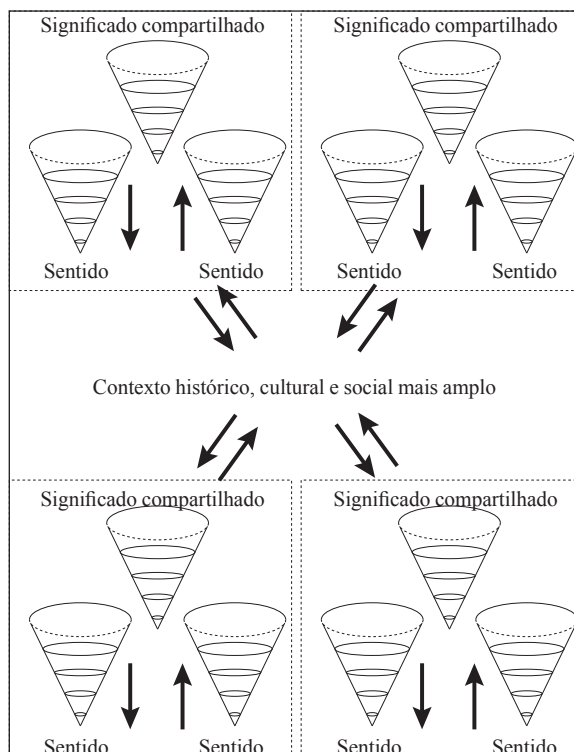 Significado compartilhado
Significado compartilhado
Sentido
Sentido
Sentido
Sentido
Contexto histórico, cultural e social mais amplo
Significado compartilhado
Significado compartilhado
Sentido
Sentido
Sentido
Sentido